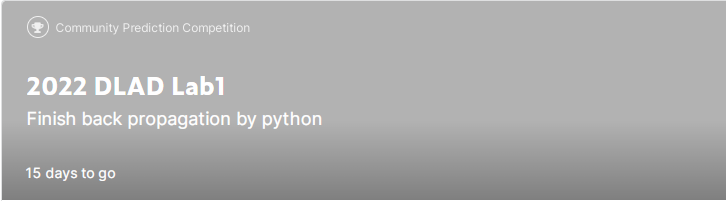 Community Prediction Competition
2022 DLAD Lab1
Finish back propagation by python
15 days to go